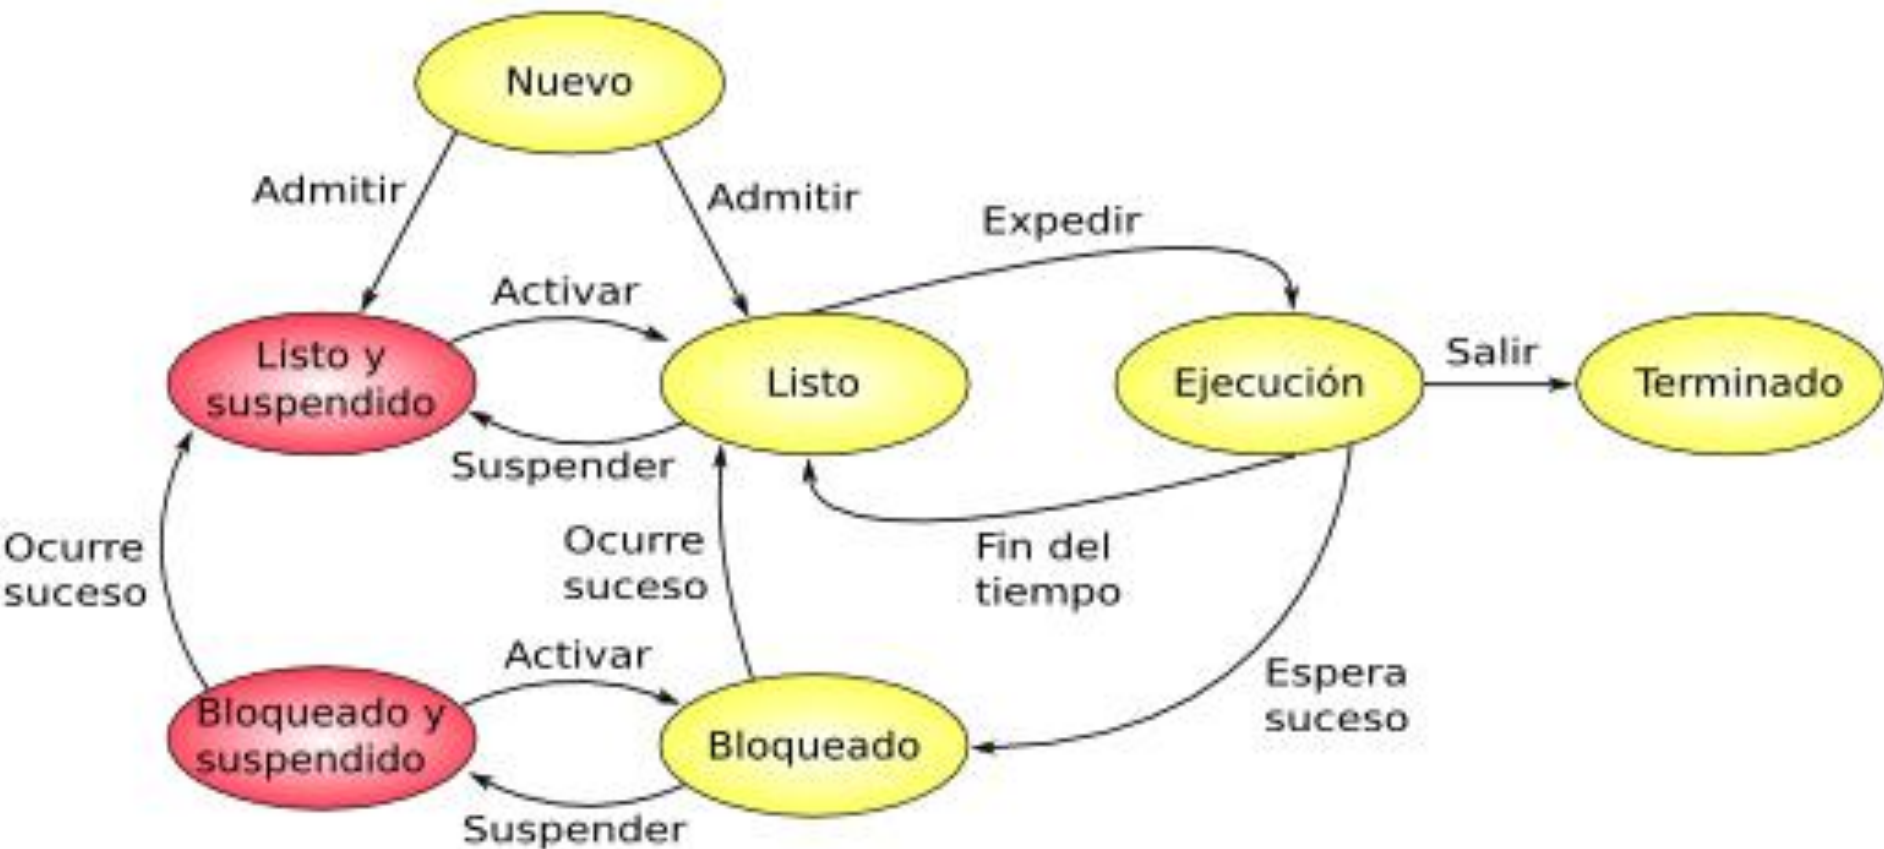 Nuevo
Admitir
Admitir
Expedir
Activar
Listo y
suspendido
Listo
Ejecución
Salir
Terminado
Suspender
Ocurre
suceso
Ocurre
suceso
Fin del
tiempo
Activar
Espera
suceso
Bloqueado y
suspendido
Bloqueado
Suspender